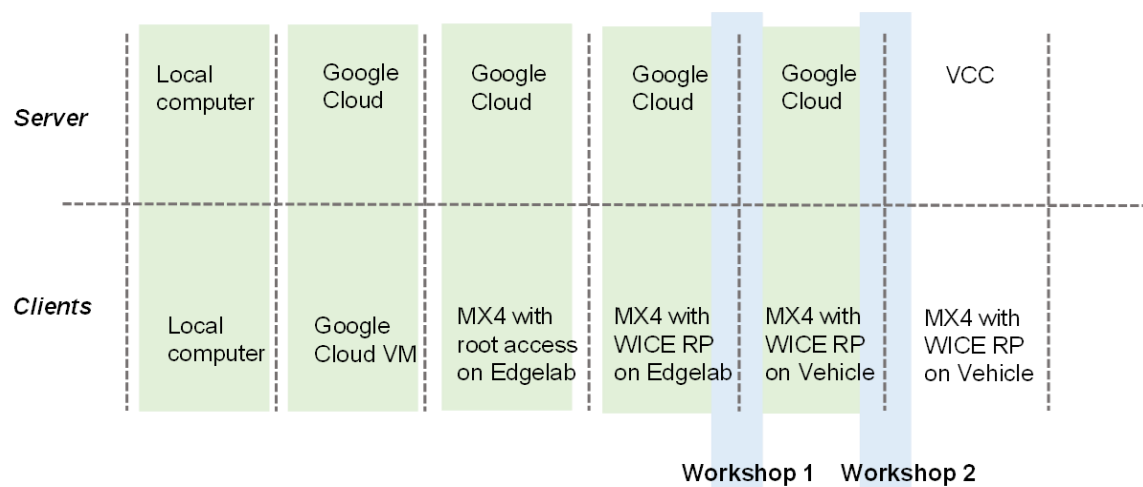 Server
Local
computer
Google
Cloud
Google
Cloud
Google
Cloud
Google
Cloud
VCC
Clients
Local
computer
Google
Cloud VM
MX4 with
root access
on Edgelab
MX4 with
WICE RP
on Edgelab
MX4 with
WICE RP
on Vehicle
MX4 with
WICE RP
on Vehicle
Workshop 1
Workshop 2